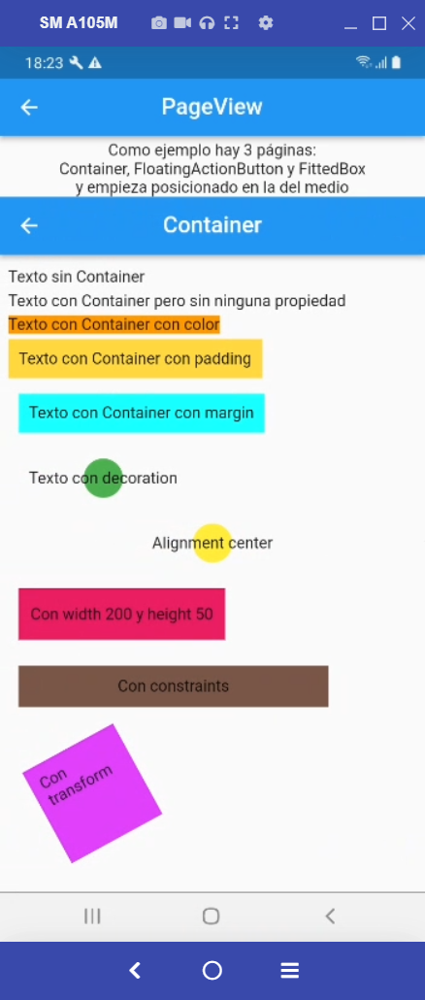 SM A105M
18:23
PageView
Como ejemplo hay 3 páginas:
Container, FloatingActionButton y FittedBox
y empieza posicionado en la del medio
Container
Texto sin Container
Texto con Container pero sin ninguna propiedad
Texto con Container con color
Texto con Container con padding
Texto con Container con margin
Texto con decoration
Alignment center
Con width 200 y height 50
Con constraints
Con
transform